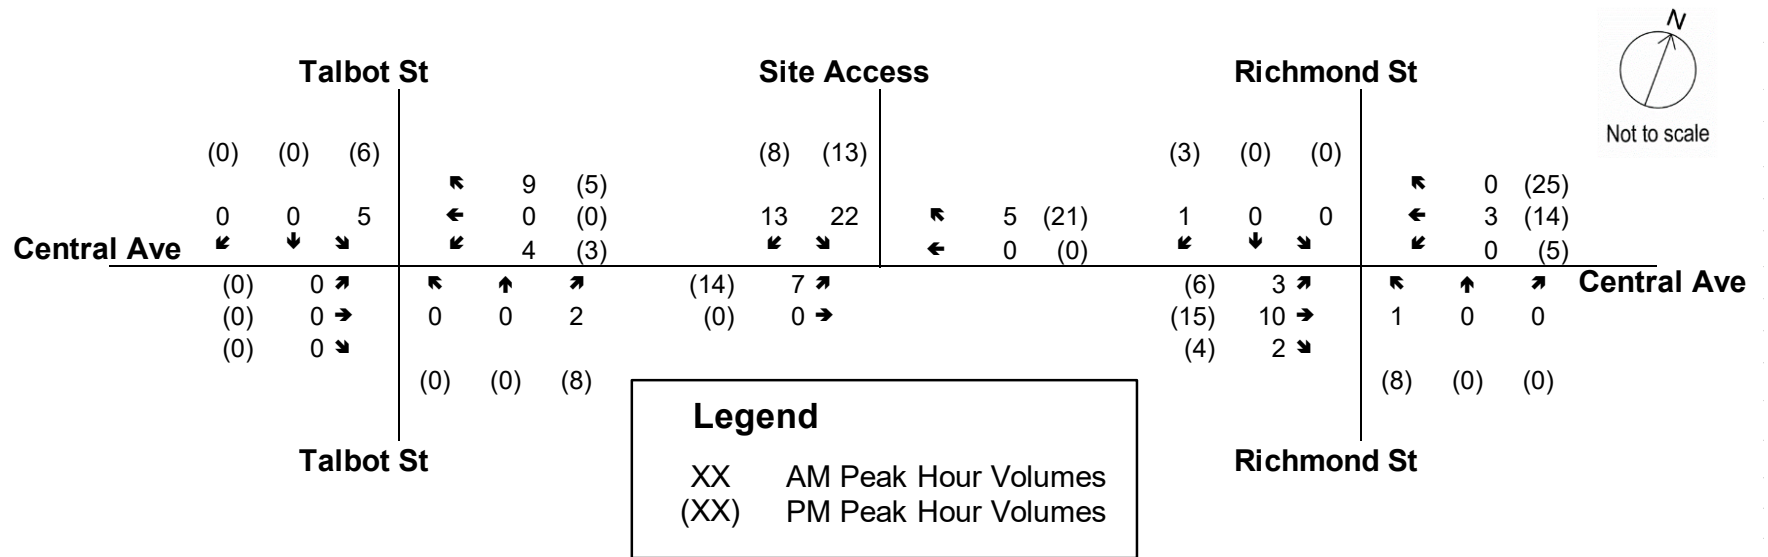 N
Not to scale
Talbot St Site Access Richmond St
(0) (0) (6) (8) (13) (3) (0) (0)
9 (5) 0 (25)
0 0 5 0 (0) 13 22 5 (21) 1 0 0 3 (14)
Central Ave 4 (3) 0 (0) 0 (5)
(0) 0 (14) 7 (6) 3 Central Ave
(0) 0 0 0 2 (0) 0 (15) 10 1 0 0
(0) 0 (4) 2
(0) (0) (8) (8) (0) (0)
Legend
Talbot St Richmond St
XX AM Peak Hour Volumes
(XX) PM Peak Hour Volumes